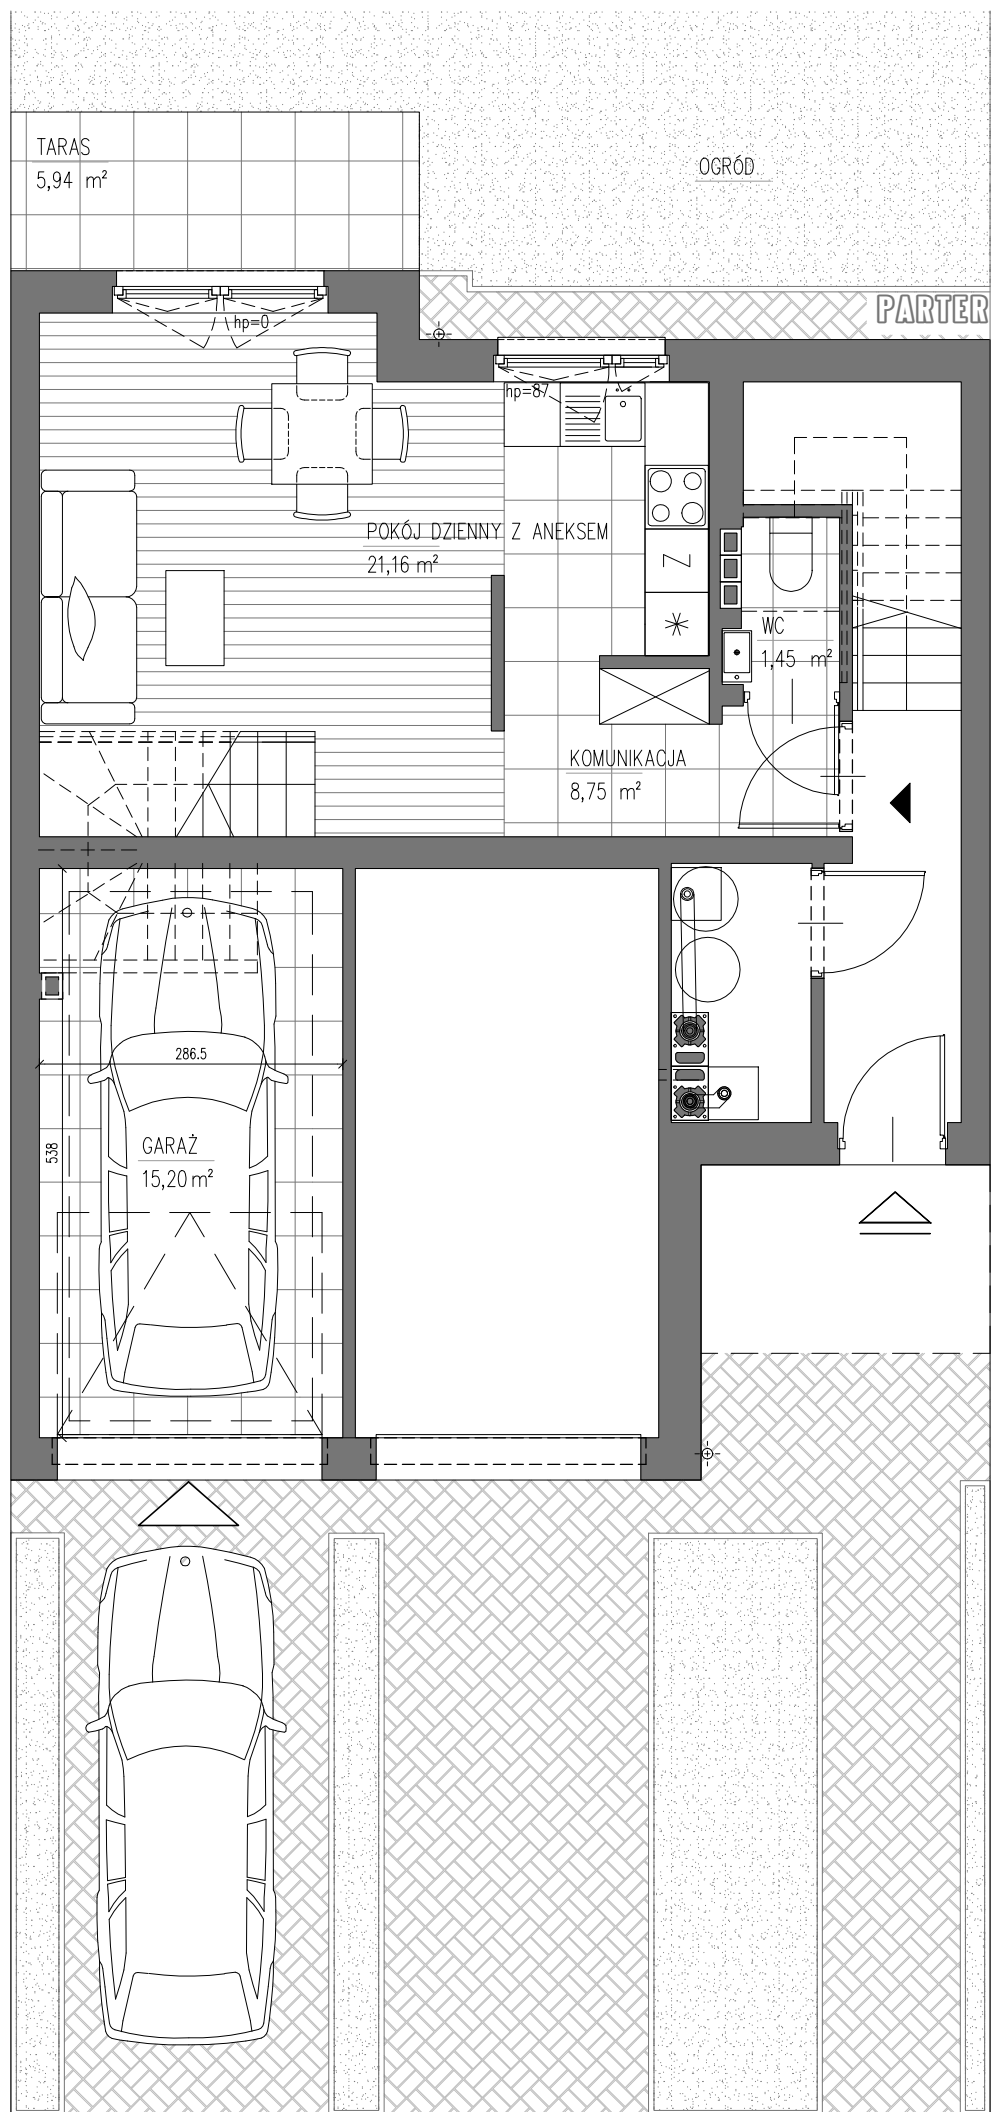 TARAS
5,94 m²
OGRÓD
PARTER
hp=0
hp=87
POKÓJ DZIENNY Z ANEKSEM
21,16 m²
WC
1,45 m²
KOMUNIKACJA
8,75 m²
286.5
538
GARAŻ
15,20 m²